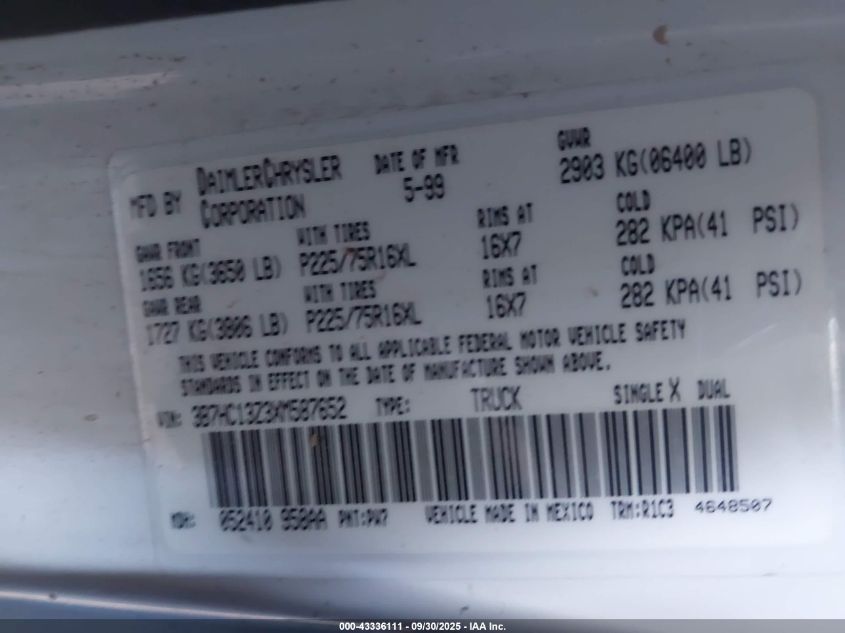 MFD BY DAIMLERCHRYSLER CORPORATION DATE OF MFR 5-99 GVWR 2903 KG(06400 LB)
GAWR FRONT WITH TIRES RIMS AT COLD
1656 KG(3650 LB) P225/75R16XL 16X7 282 KPA(41 PSI)
GAWR REAR WITH TIRES RIMS AT COLD
1727 KG(3806 LB) P225/75R16XL 16X7 282 KPA(41 PSI)
THIS VEHICLE CONFORMS TO ALL APPLICABLE FEDERAL MOTOR VEHICLE SAFETY
STANDARDS IN EFFECT ON THE DATE OF MANUFACTURE SHOWN ABOVE.
VIN: 3B7HC13Z3XM587652 TYPE: TRUCK SINGLE X DUAL
MDH: 052410 950AA PNT:PW7 VEHICLE MADE IN MEXICO TRM:R1C3 4648507
000-43336111 - 09/30/2025 - IAA Inc.